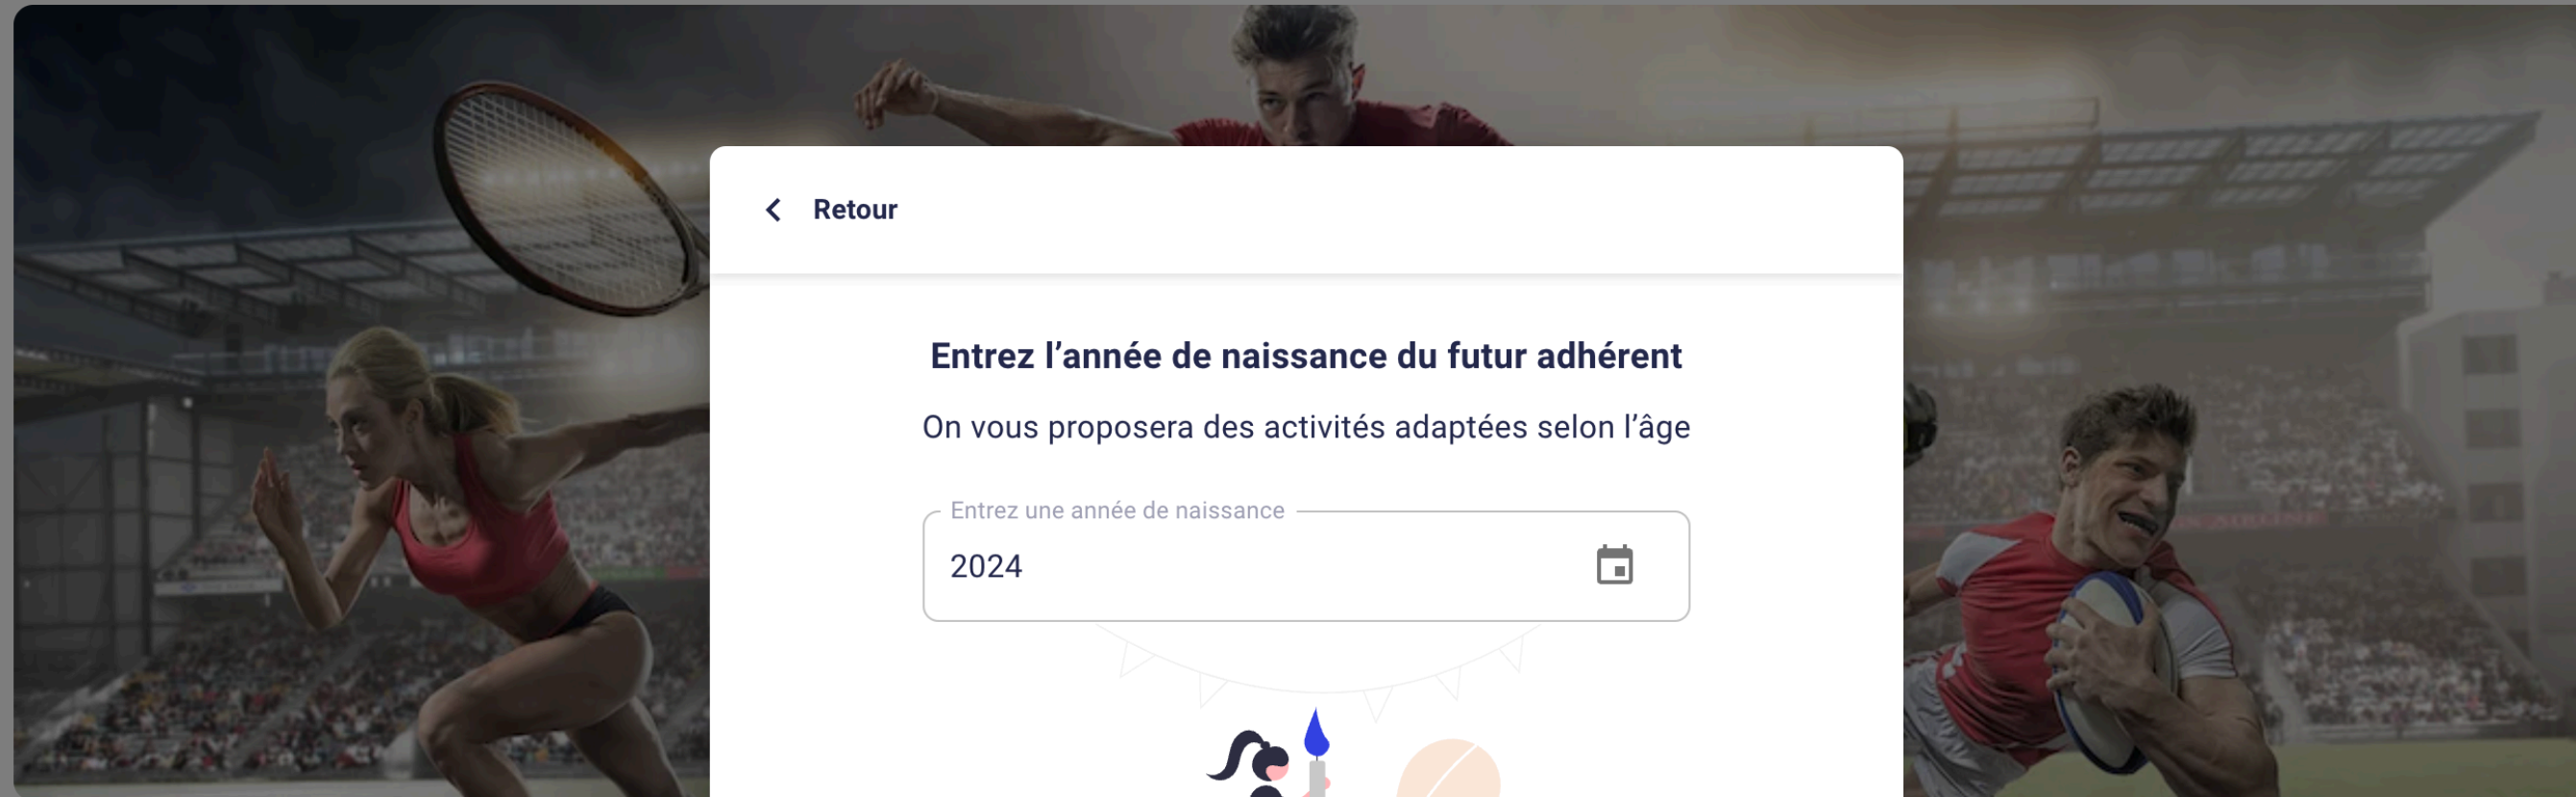 Retour
Entrez l’année de naissance du futur adhérent
On vous proposera des activités adaptées selon l’âge
Entrez une année de naissance
2024